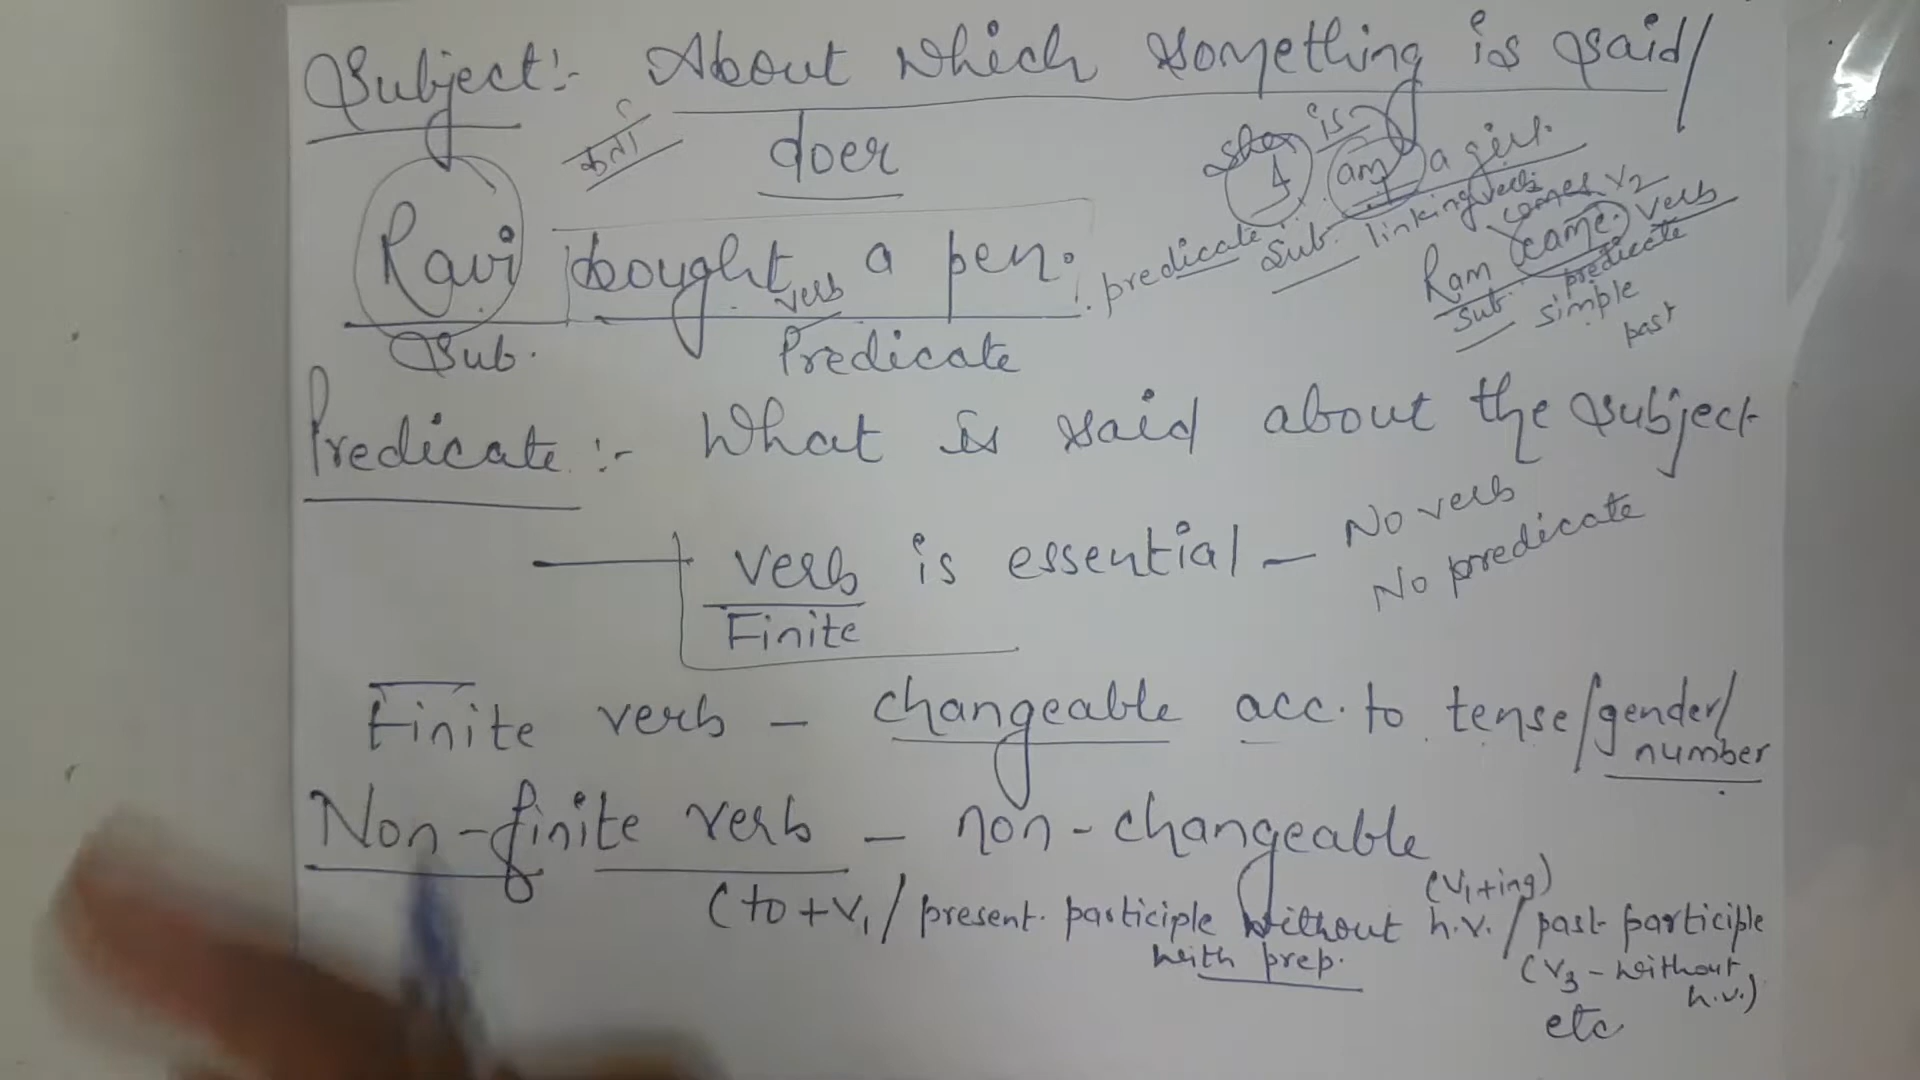 Subject:- About which something is said/
कर्ता
doer
Ravi bought a pen.
verb
Sub.
Predicate
She is
I am a girl.
Sub. linking verb
predicate
comes V2
Ram came. verb
Sub. predicate
simple
past
Predicate :- What is said about the subject
verb is essential - No verb
No predicate
Finite
Finite verb - changeable acc. to tense/gender/
number
Non-finite verb - non-changeable
(V1+ing)
(to+V1/present participle without h.v./past participle
with prep.
(V3-without
h.v.)
etc